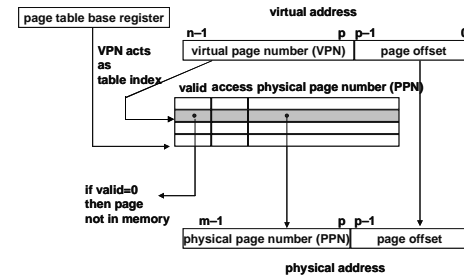 page table base register
virtual address
n–1 p p–1 0
virtual page number (VPN) page offset
VPN acts
as
table index
valid access physical page number (PPN)
if valid=0
then page
not in memory
m–1 p p–1
physical page number (PPN) page offset
physical address